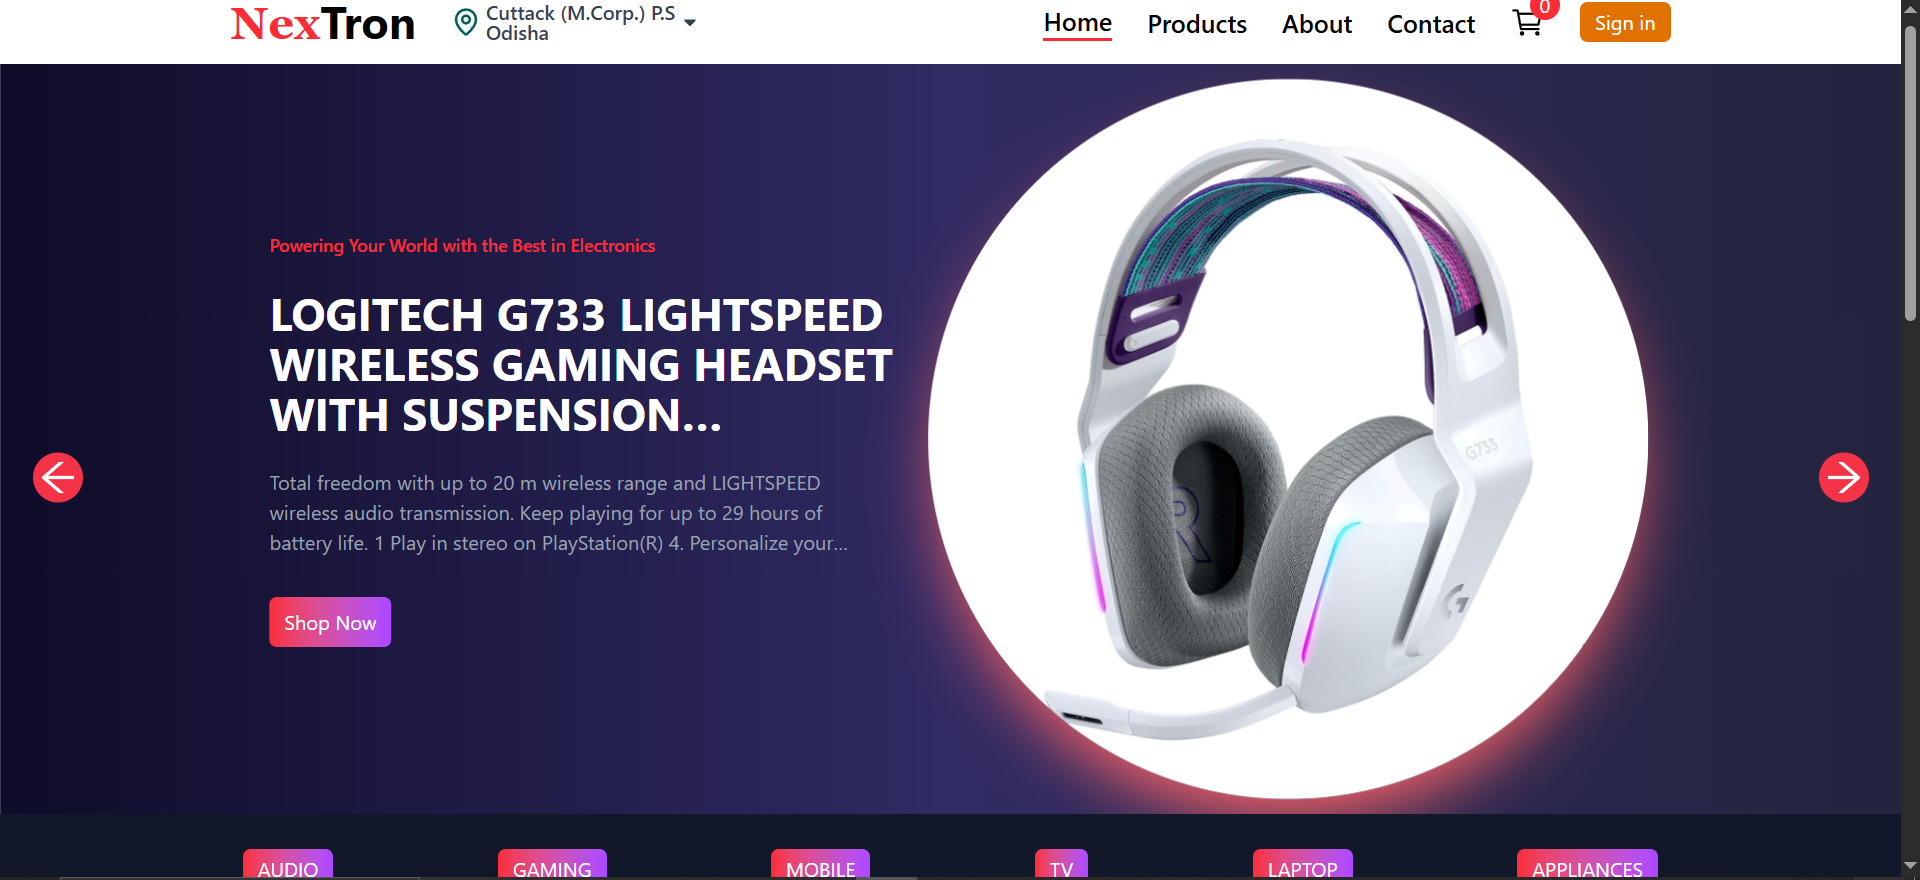 NexTron
Cuttack (M.Corp.) P.S
Odisha
Home
Products
About
Contact
0
Sign in
Powering Your World with the Best in Electronics
LOGITECH G733 LIGHTSPEED
WIRELESS GAMING HEADSET
WITH SUSPENSION...
Total freedom with up to 20 m wireless range and LIGHTSPEED
wireless audio transmission. Keep playing for up to 29 hours of
battery life. 1 Play in stereo on PlayStation(R) 4. Personalize your...
Shop Now
G733
R
G
AUDIO
GAMING
MOBILE
TV
LAPTOP
APPLIANCES